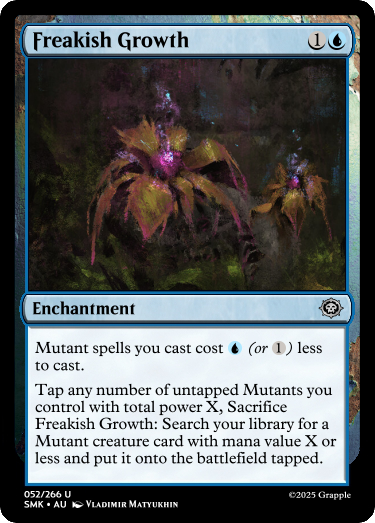 Freakish Growth 1
Enchantment
Mutant spells you cast cost (or 1) less
to cast.
Tap any number of untapped Mutants you
control with total power X, Sacrifice
Freakish Growth: Search your library for a
Mutant creature card with mana value X or
less and put it onto the battlefield tapped.
052/266 U
SMK • AU Vladimir Matyukhin
©2025 Grapple